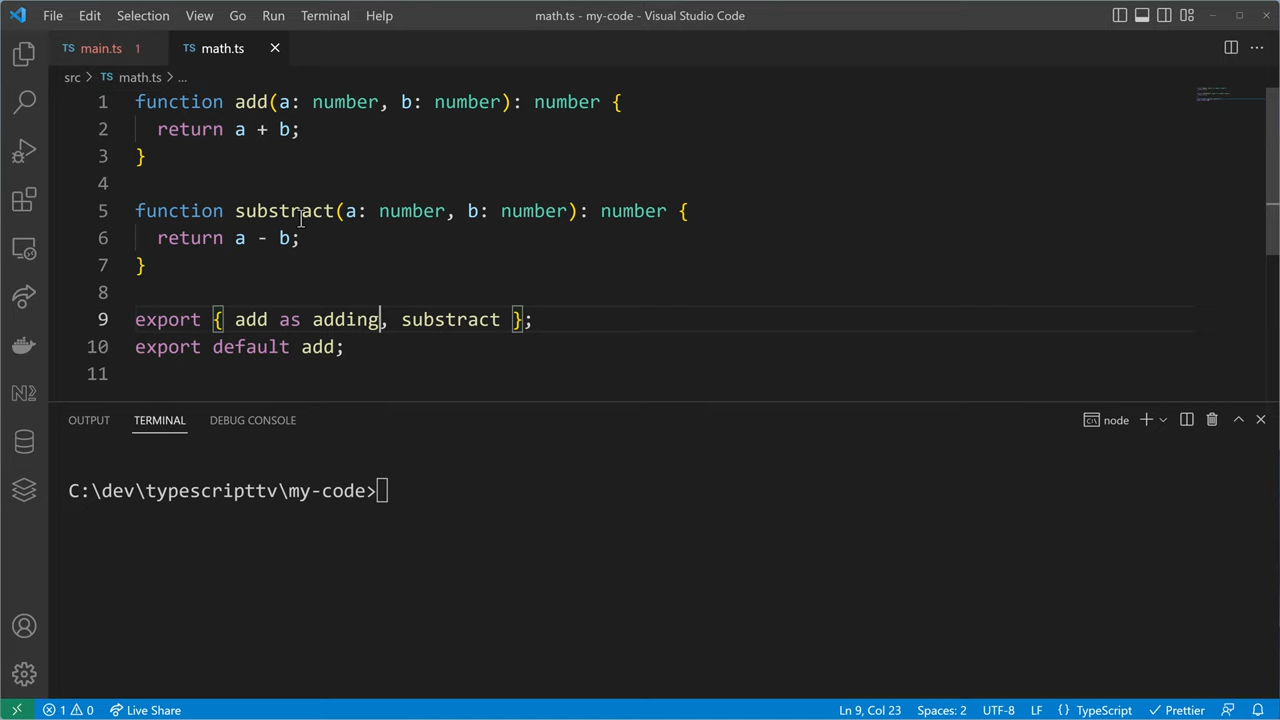 File Edit Selection View Go Run Terminal Help math.ts - my-code - Visual Studio Code
TS main.ts 1 TS math.ts
src > TS math.ts > ...
1 function add(a: number, b: number): number {
2 return a + b;
3 }
4
5 function substract(a: number, b: number): number {
6 return a - b;
7 }
8
9 export { add as adding, substract };
10 export default add;
11
OUTPUT TERMINAL DEBUG CONSOLE node
C:\dev\typescripttv\my-code>
1 0 Live Share Ln 9, Col 23 Spaces: 2 UTF-8 LF {} TypeScript Prettier